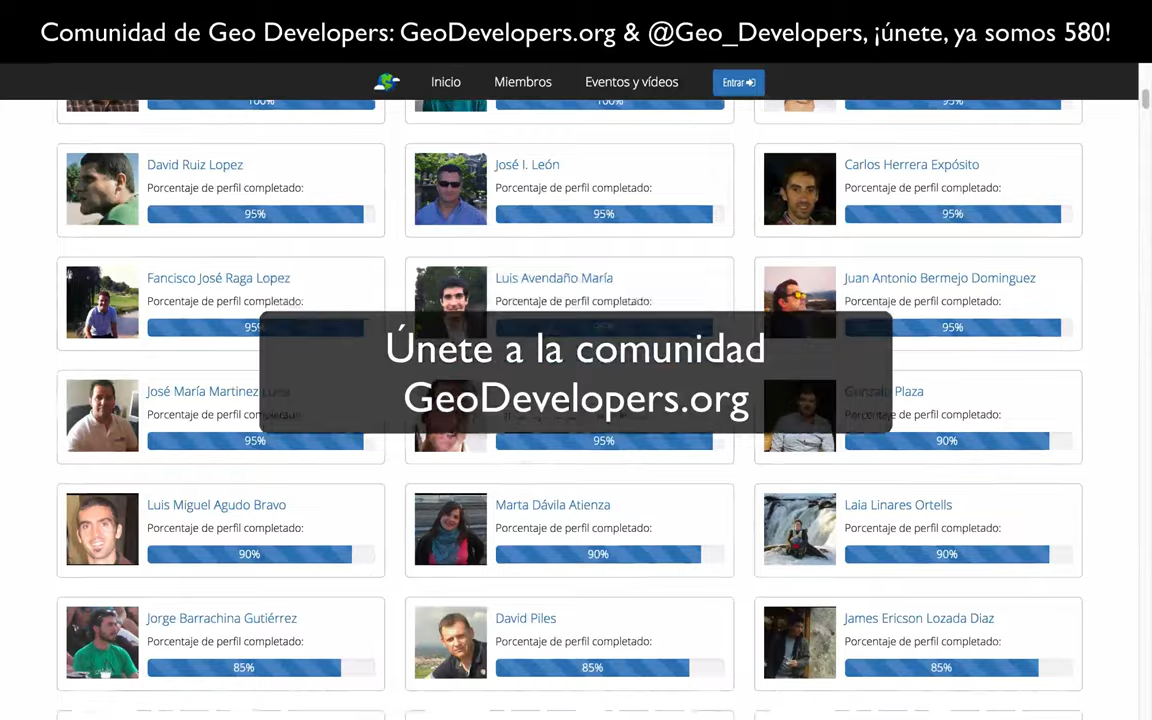 Comunidad de Geo Developers: GeoDevelopers.org & @Geo_Developers, ¡únete, ya somos 580!
Inicio Miembros Eventos y vídeos Entrar
100% 100% 95%
David Ruiz Lopez José I. León Carlos Herrera Expósito
Porcentaje de perfil completado: Porcentaje de perfil completado: Porcentaje de perfil completado:
95% 95% 95%
Fancisco José Raga Lopez Luis Avendaño María Juan Antonio Bermejo Dominguez
Porcentaje de perfil completado: Porcentaje de perfil completado: Porcentaje de perfil completado:
95% 95% 95%
Únete a la comunidad
GeoDevelopers.org
José María Martinez Gonzalo Plaza
Porcentaje de perfil completado:
95% 95% 90%
Luis Miguel Agudo Bravo Marta Dávila Atienza Laia Linares Ortells
Porcentaje de perfil completado: Porcentaje de perfil completado: Porcentaje de perfil completado:
90% 90% 90%
Jorge Barrachina Gutiérrez David Piles James Ericson Lozada Diaz
Porcentaje de perfil completado: Porcentaje de perfil completado: Porcentaje de perfil completado:
85% 85% 85%